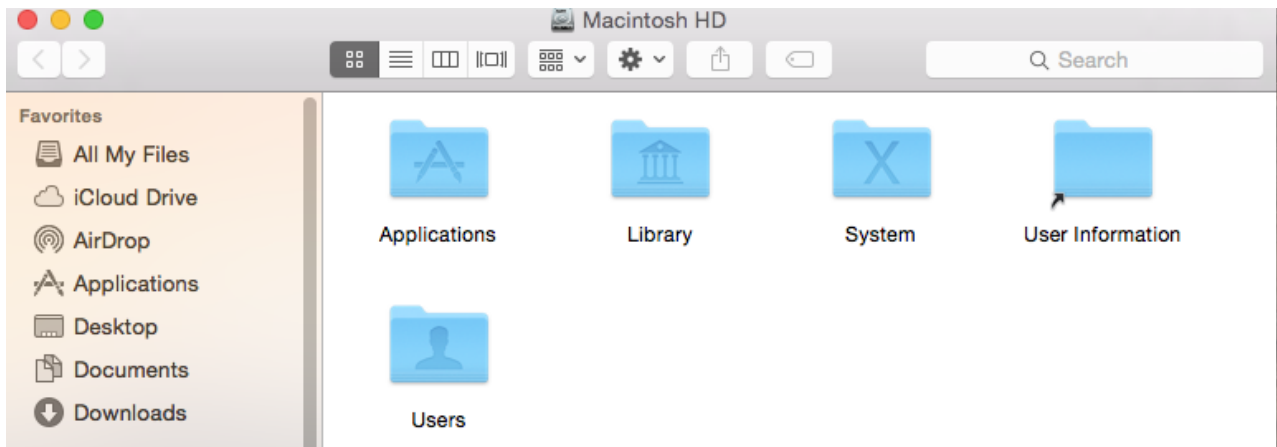 Macintosh HD
Search
Favorites
All My Files
iCloud Drive
AirDrop
Applications
Desktop
Documents
Downloads
Applications
Library
System
User Information
Users